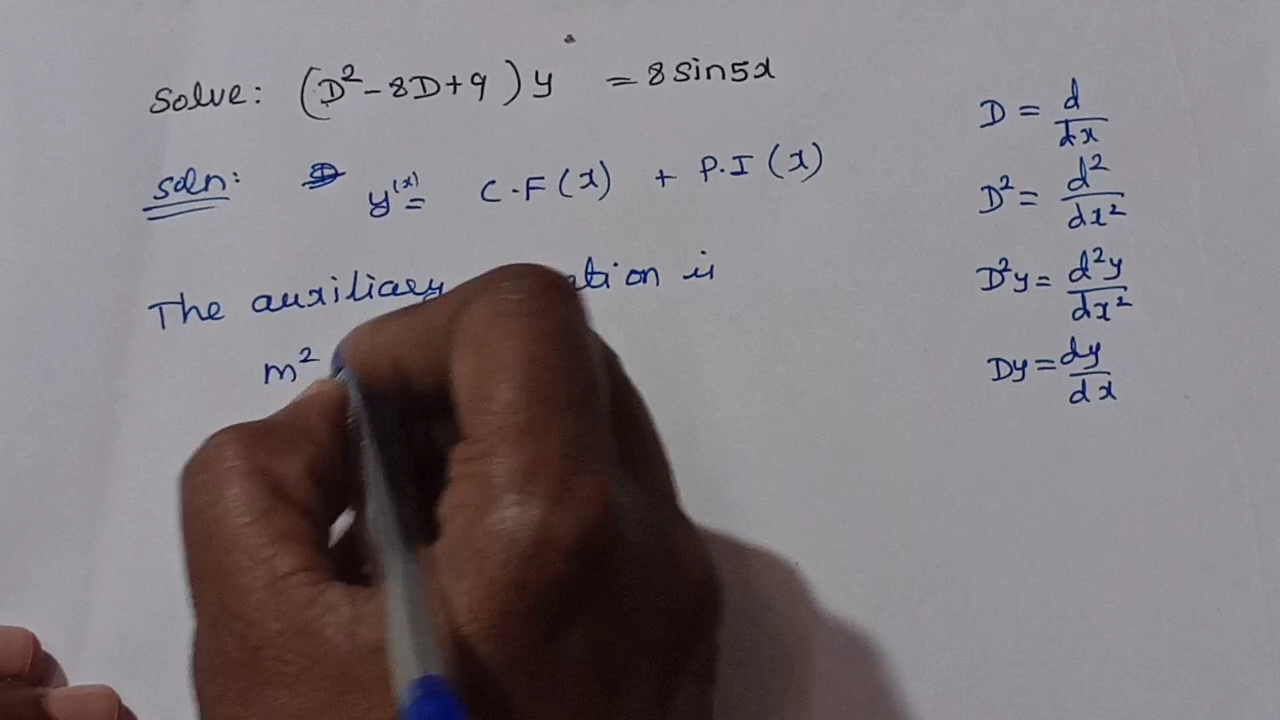 Solve: (D² - 8D + 9) y = 8 sin5x
Soln: y(x) = C.F (x) + P.I (x)
The auxiliary is
m²
D = d/dx
D² = d²/dx²
D²y = d²y/dx²
Dy = dy/dx